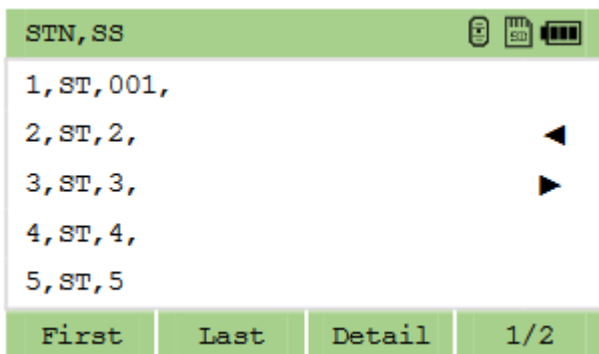 STN,SS
1,ST,001,
2,ST,2,
3,ST,3,
4,ST,4,
5,ST,5
First Last Detail 1/2